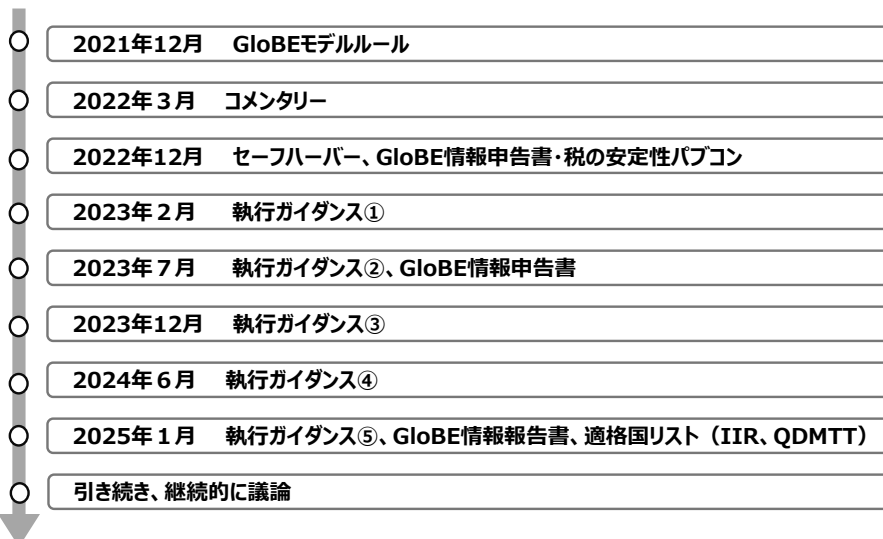 2021年12月 GloBEモデルルール
2022年３月 コメンタリー
2022年12月 セーフハーバー、GloBE情報申告書・税の安定性パブコン
2023年２月 執行ガイダンス①
2023年７月 執行ガイダンス②、GloBE情報申告書
2023年12月 執行ガイダンス③
2024年６月 執行ガイダンス④
2025年１月 執行ガイダンス⑤、GloBE情報報告書、適格国リスト（IIR、QDMTT）
引き続き、継続的に議論